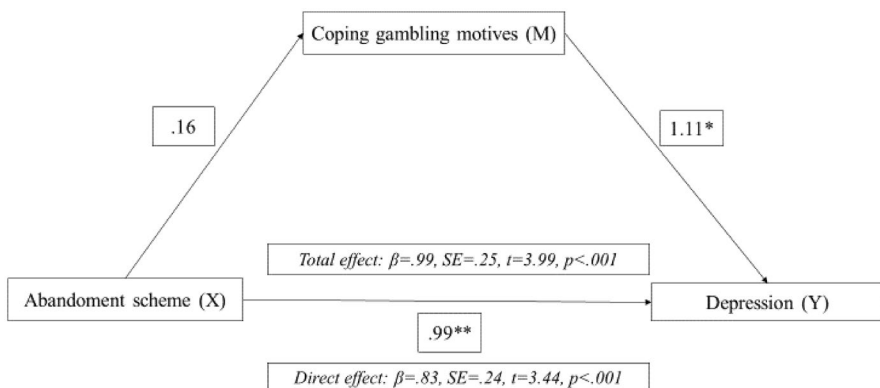 Coping gambling motives (M)
.16
1.11*
Total effect: β=.99, SE=.25, t=3.99, p<.001
Abandoment scheme (X)
Depression (Y)
.99**
Direct effect: β=.83, SE=.24, t=3.44, p<.001